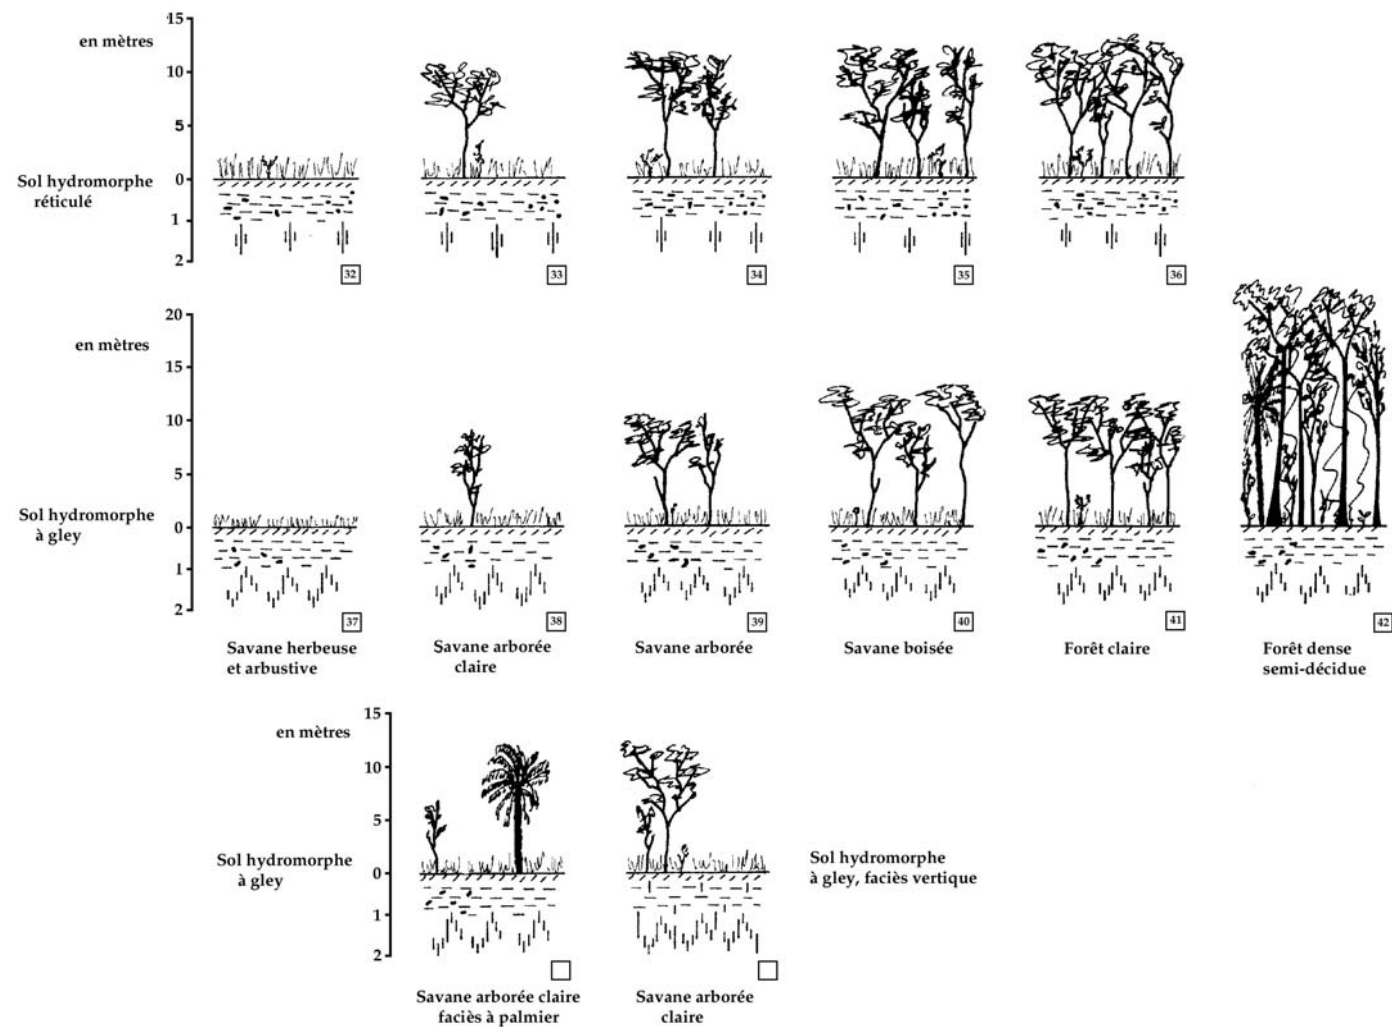 15
en mètres
10
5
Sol hydromorphe
réticulé
0
1
2
32
33
34
35
36
20
en mètres
15
10
5
Sol hydromorphe
à gley
0
1
2
37
38
39
40
41
42
Savane herbeuse
et arbustive
Savane arborée
claire
Savane arborée
Savane boisée
Forêt claire
Forêt dense
semi-décidue
15
en mètres
10
5
Sol hydromorphe
à gley
0
1
2
Sol hydromorphe
à gley, faciès vertique
Savane arborée claire
faciès à palmier
Savane arborée
claire